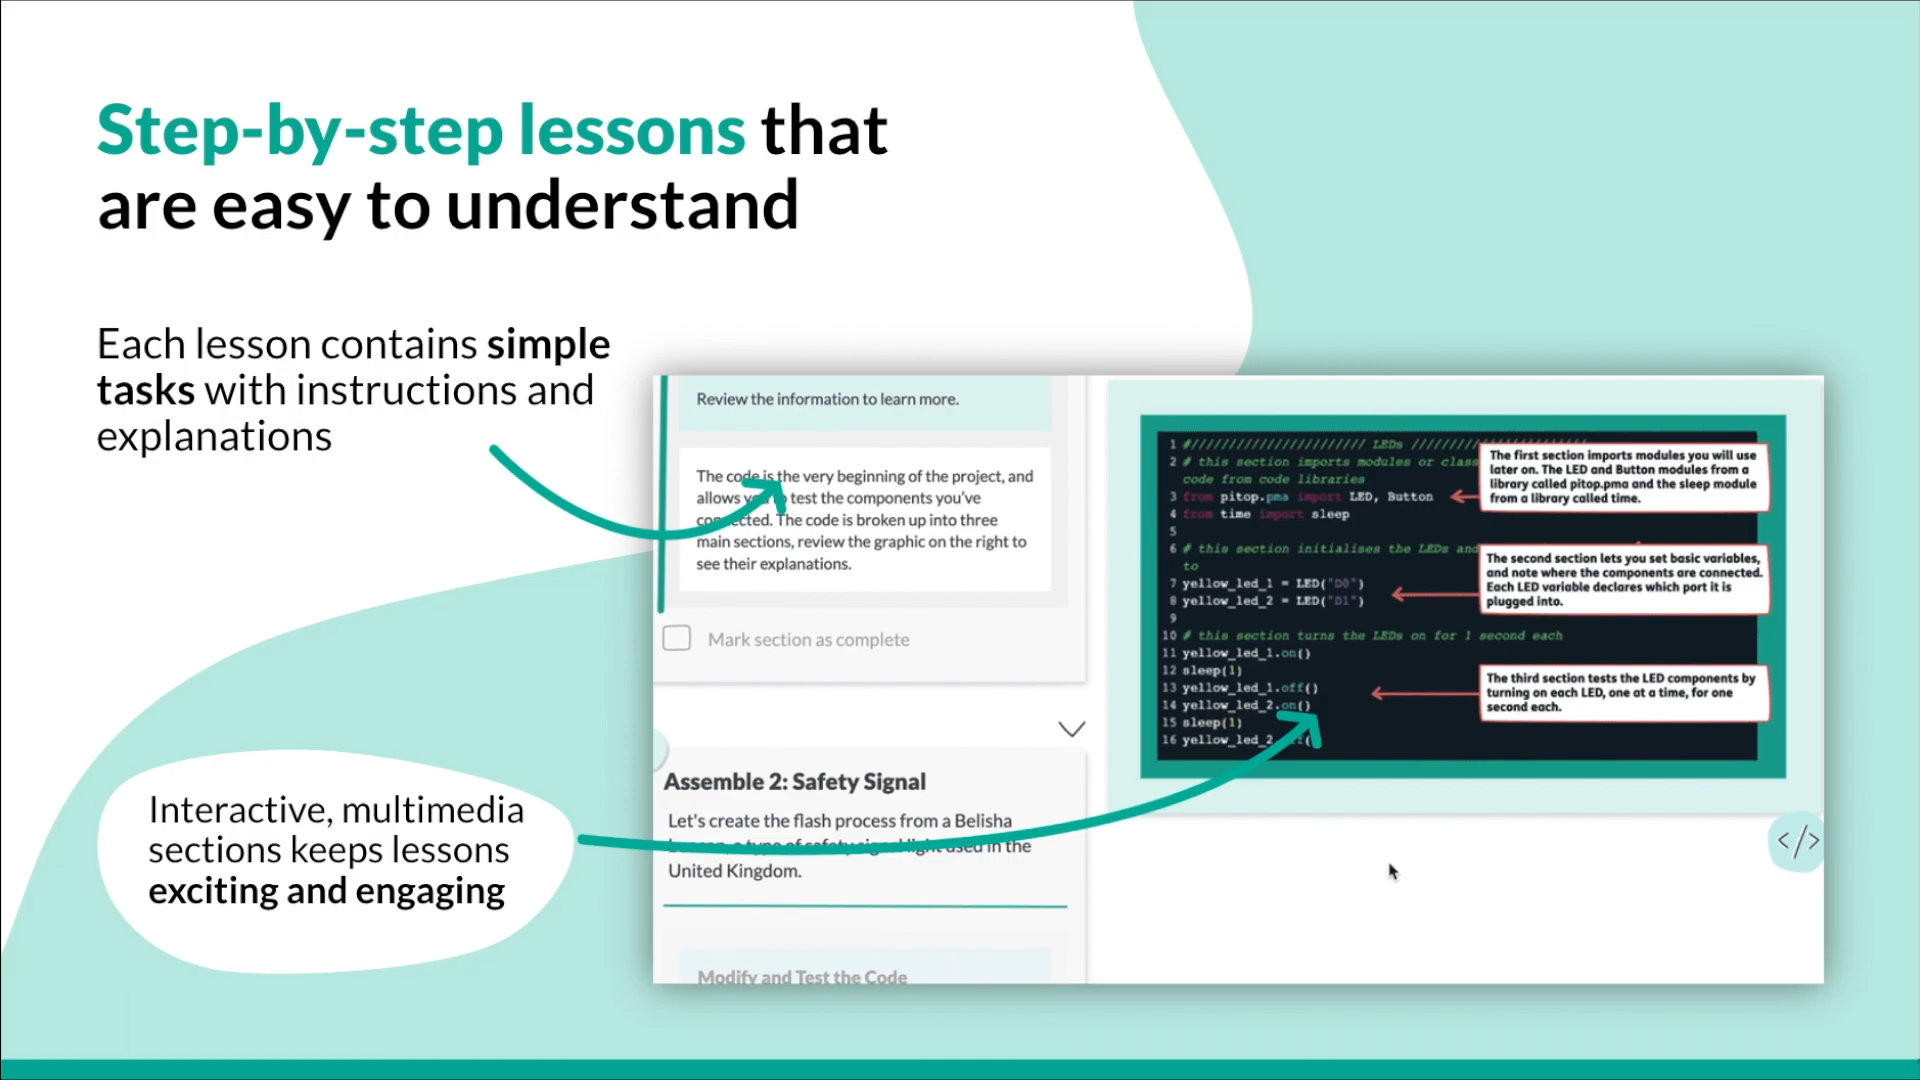 Step-by-step lessons that
are easy to understand
Each lesson contains simple
tasks with instructions and
explanations
Interactive, multimedia
sections keeps lessons
exciting and engaging
Review the information to learn more.
The code is the very beginning of the project, and
allows to test the components you've
connected. The code is broken up into three
main sections, review the graphic on the right to
see their explanations.
Mark section as complete
Assemble 2: Safety Signal
Let's create the flash process from a Belisha
beacon, a type of safety signal light used in the
United Kingdom.
Modify and Test the Code
1 #//////////////////////// LEDs ////////////////////////
2 # this section imports modules or class
code from code libraries
3 from pitop.pma import LED, Button
4 from time import sleep
5
6 # this section initialises the LEDs and
to
7 yellow_led_1 = LED("D0")
8 yellow_led_2 = LED("D1")
9
10 # this section turns the LEDs on for 1 second each
11 yellow_led_1.on()
12 sleep(1)
13 yellow_led_1.off()
14 yellow_led_2.on()
15 sleep(1)
16 yellow_led_2
The first section imports modules you will use
later on. The LED and Button modules from a
library called pitop.pma and the sleep module
from a library called time.
The second section lets you set basic variables,
and note where the components are connected.
Each LED variable declares which port it is
plugged into.
The third section tests the LED components by
turning on each LED, one at a time, for one
second each.
</>